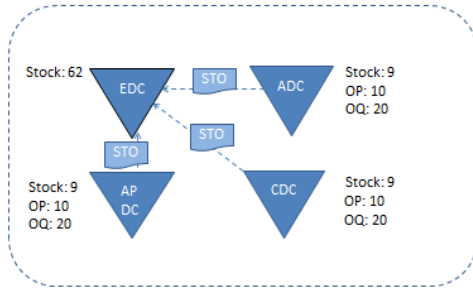 Stock: 62
EDC
STO
ADC
Stock: 9
OP: 10
OQ: 20
STO
STO
Stock: 9
OP: 10
OQ: 20
AP
DC
CDC
Stock: 9
OP: 10
OQ: 20